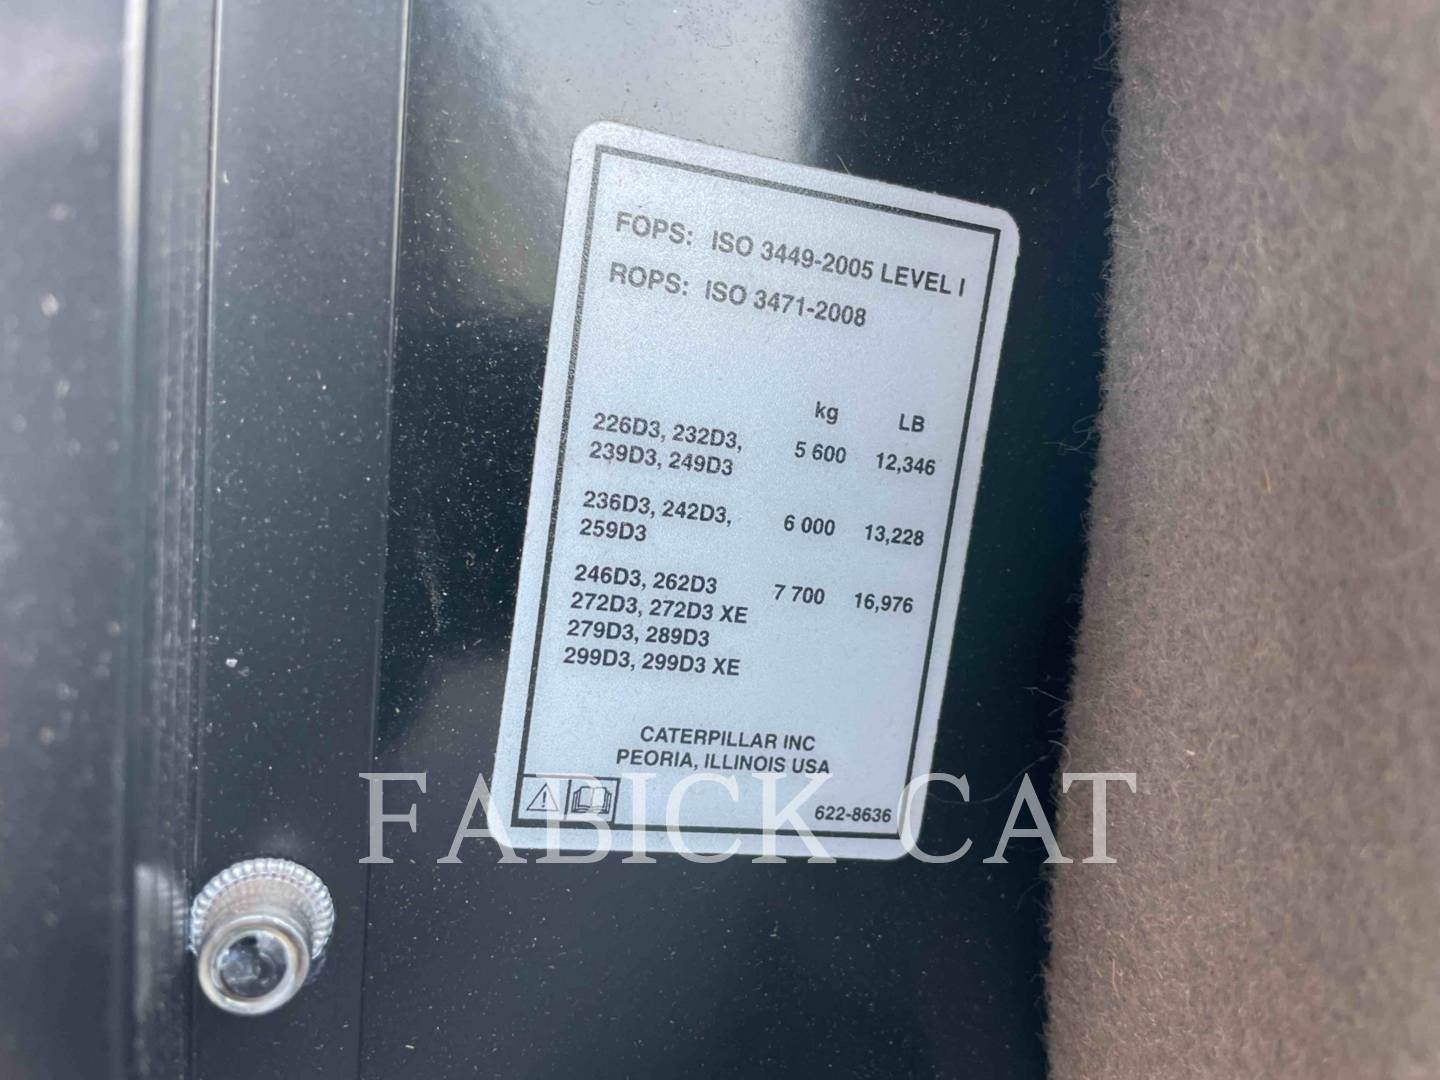 FOPS: ISO 3449-2005 LEVEL I
ROPS: ISO 3471-2008
kg LB
226D3, 232D3, 5 600 12,346
239D3, 249D3
236D3, 242D3, 6 000 13,228
259D3
246D3, 262D3 7 700 16,976
272D3, 272D3 XE
279D3, 289D3
299D3, 299D3 XE
CATERPILLAR INC
PEORIA, ILLINOIS USA
622-8636
FABICK CAT